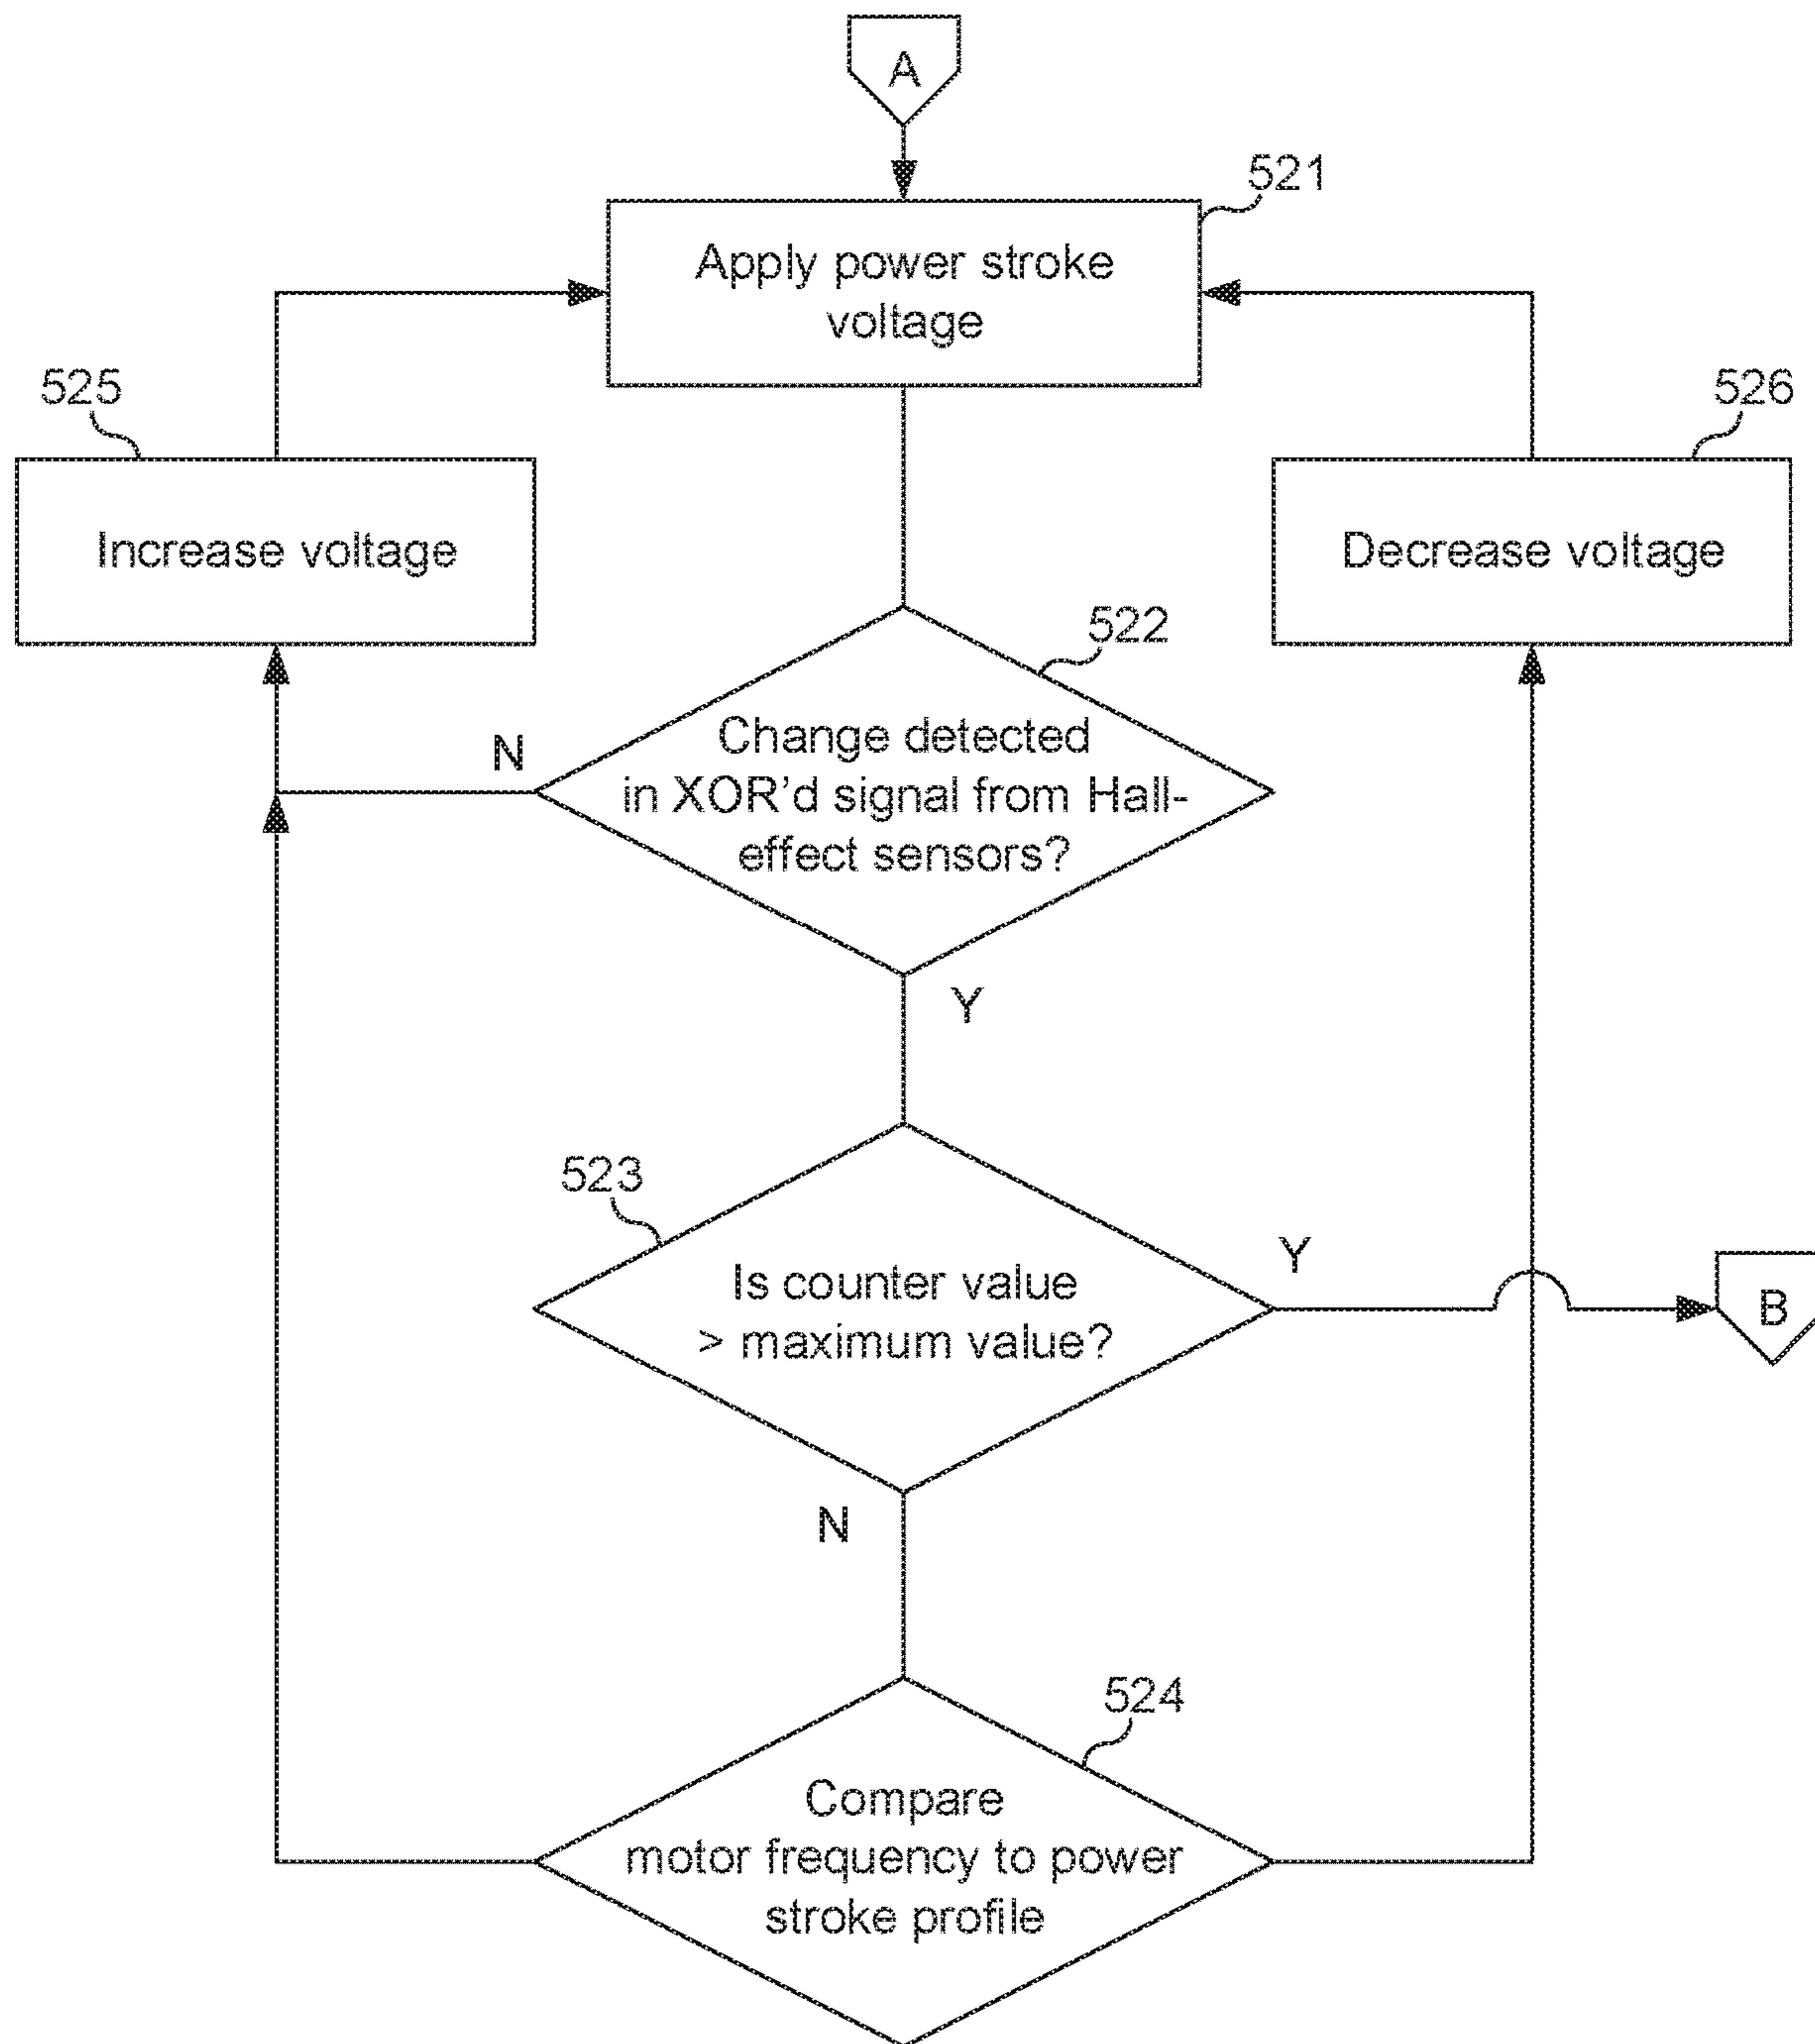 A
521
Apply power stroke
voltage
525
526
Increase voltage
Decrease voltage
522
Change detected
in XOR'd signal from Hall-
effect sensors?
N
Y
523
Is counter value
> maximum value?
Y
B
N
524
Compare
motor frequency to power
stroke profile